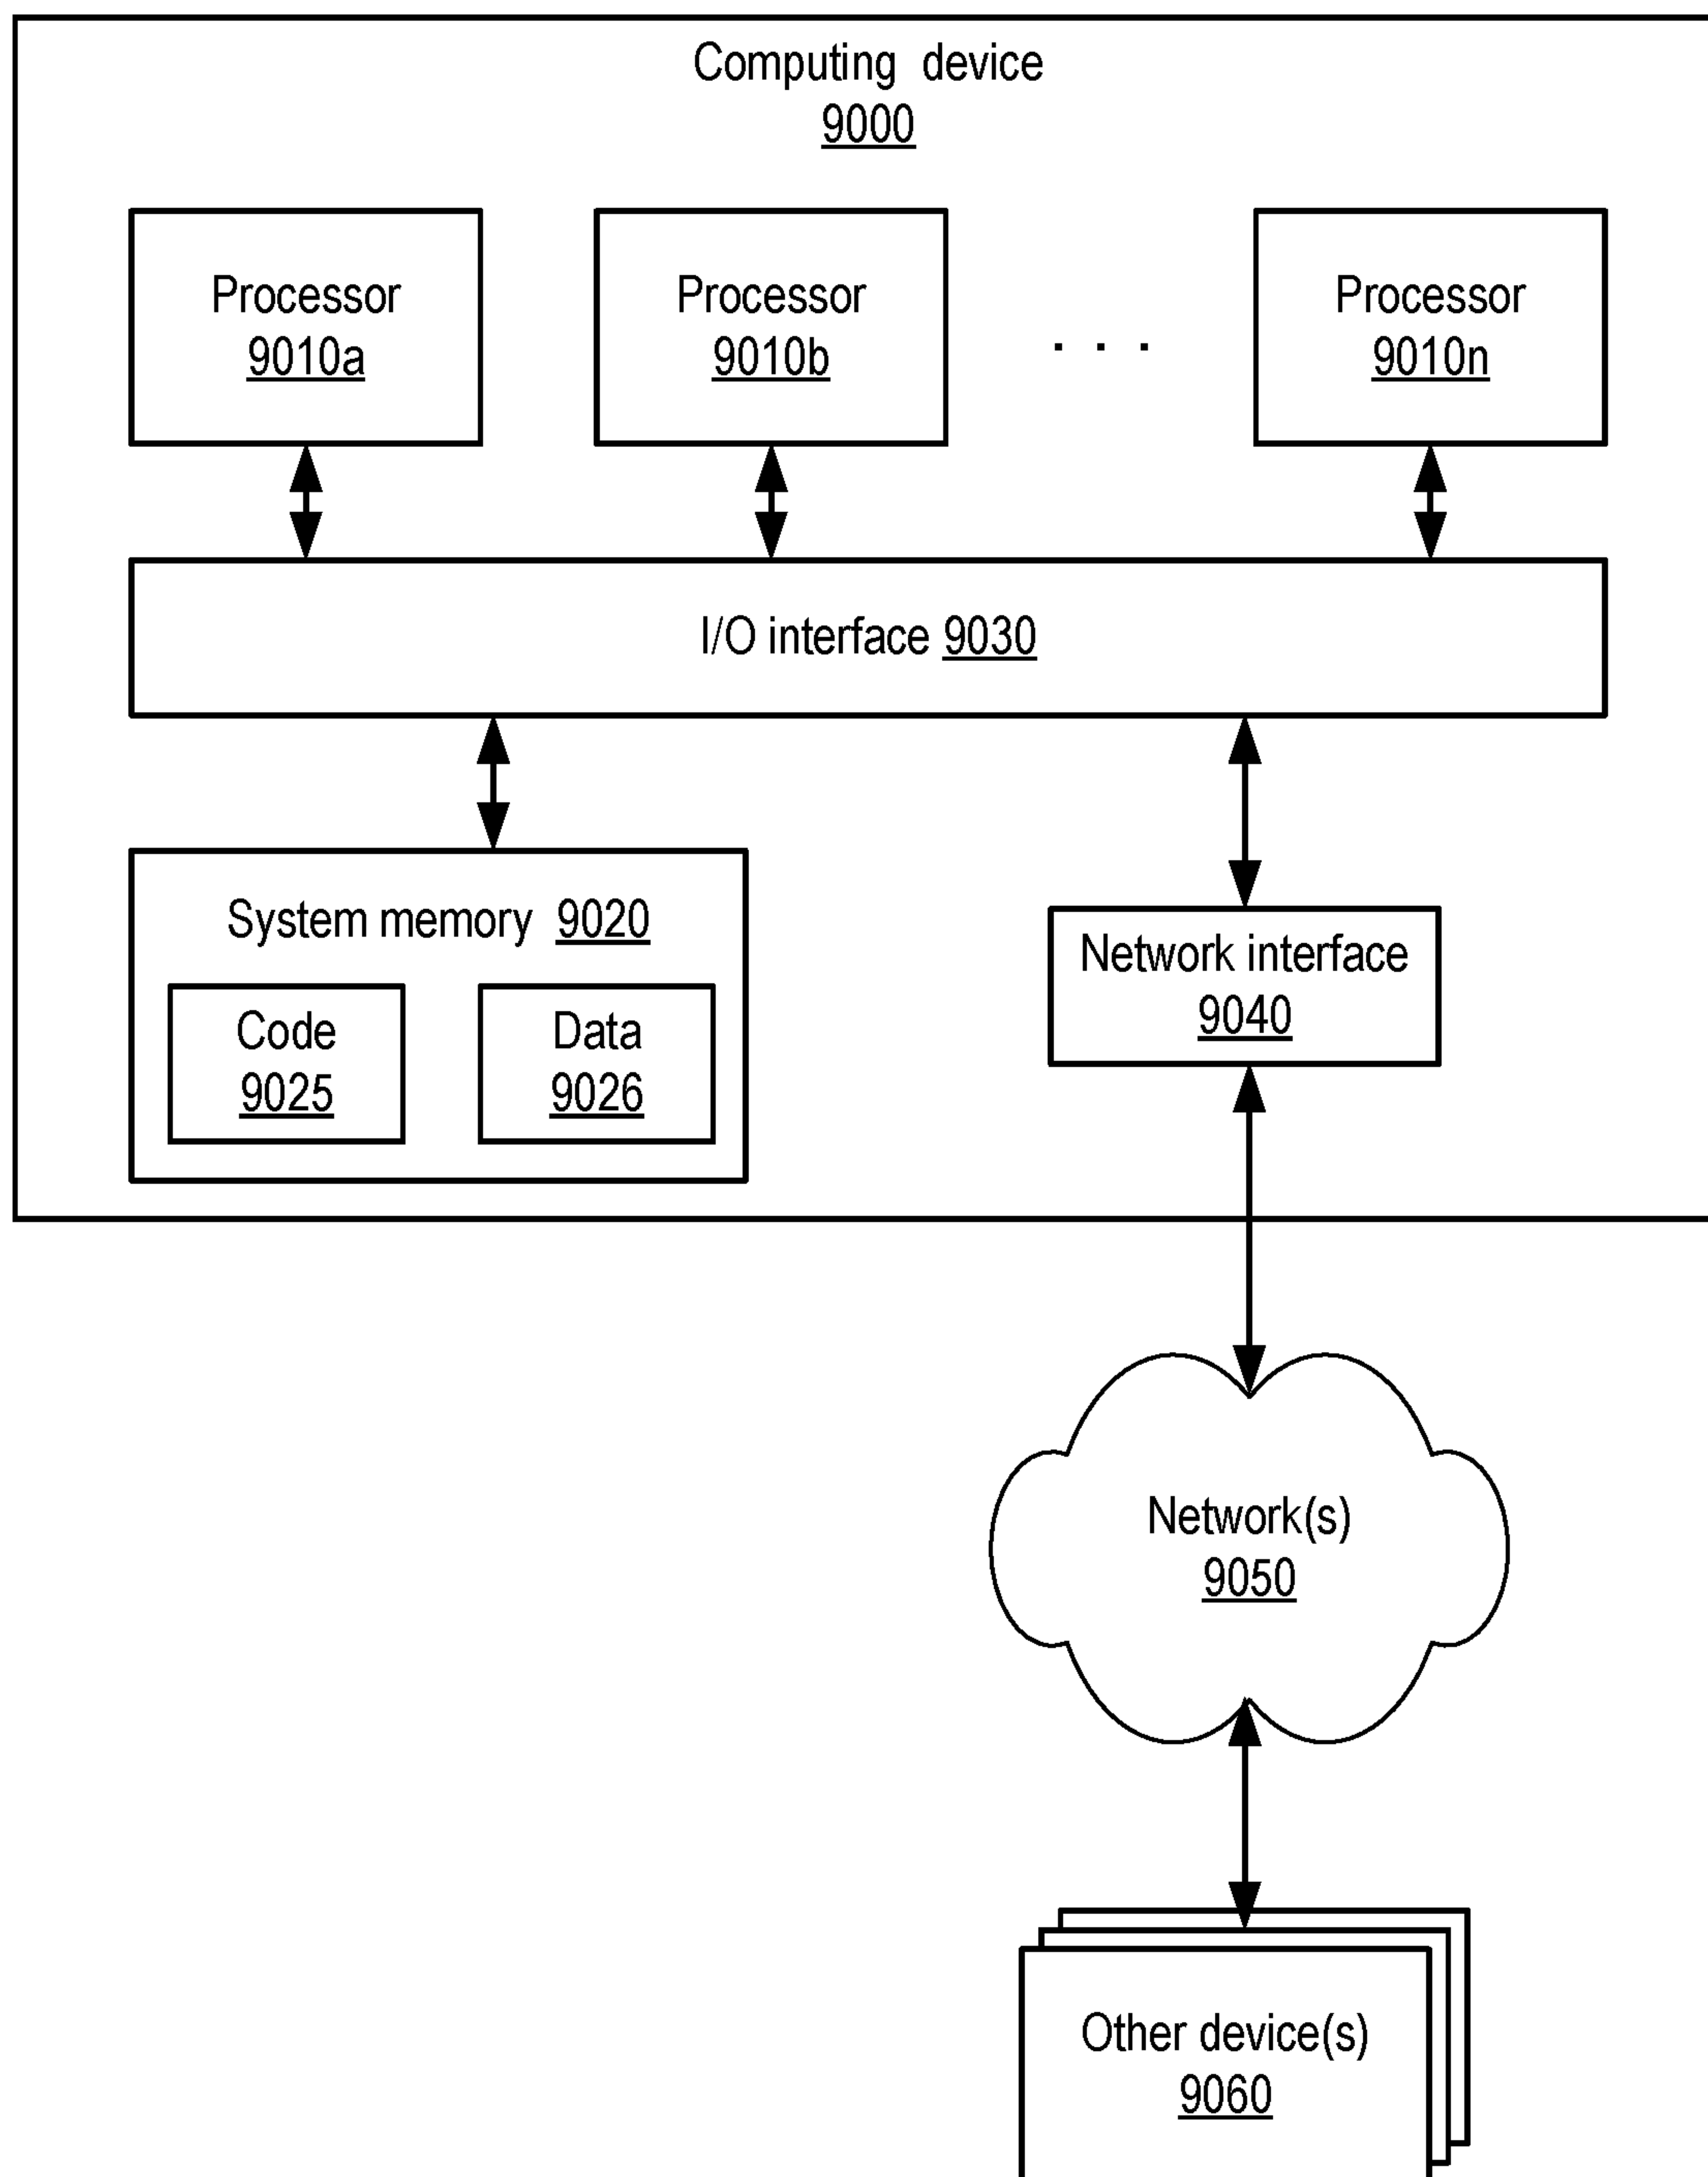 Computing device
9000
Processor
9010a
Processor
9010b
. . .
Processor
9010n
I/O interface 9030
System memory 9020
Code
9025
Data
9026
Network interface
9040
Network(s)
9050
Other device(s)
9060